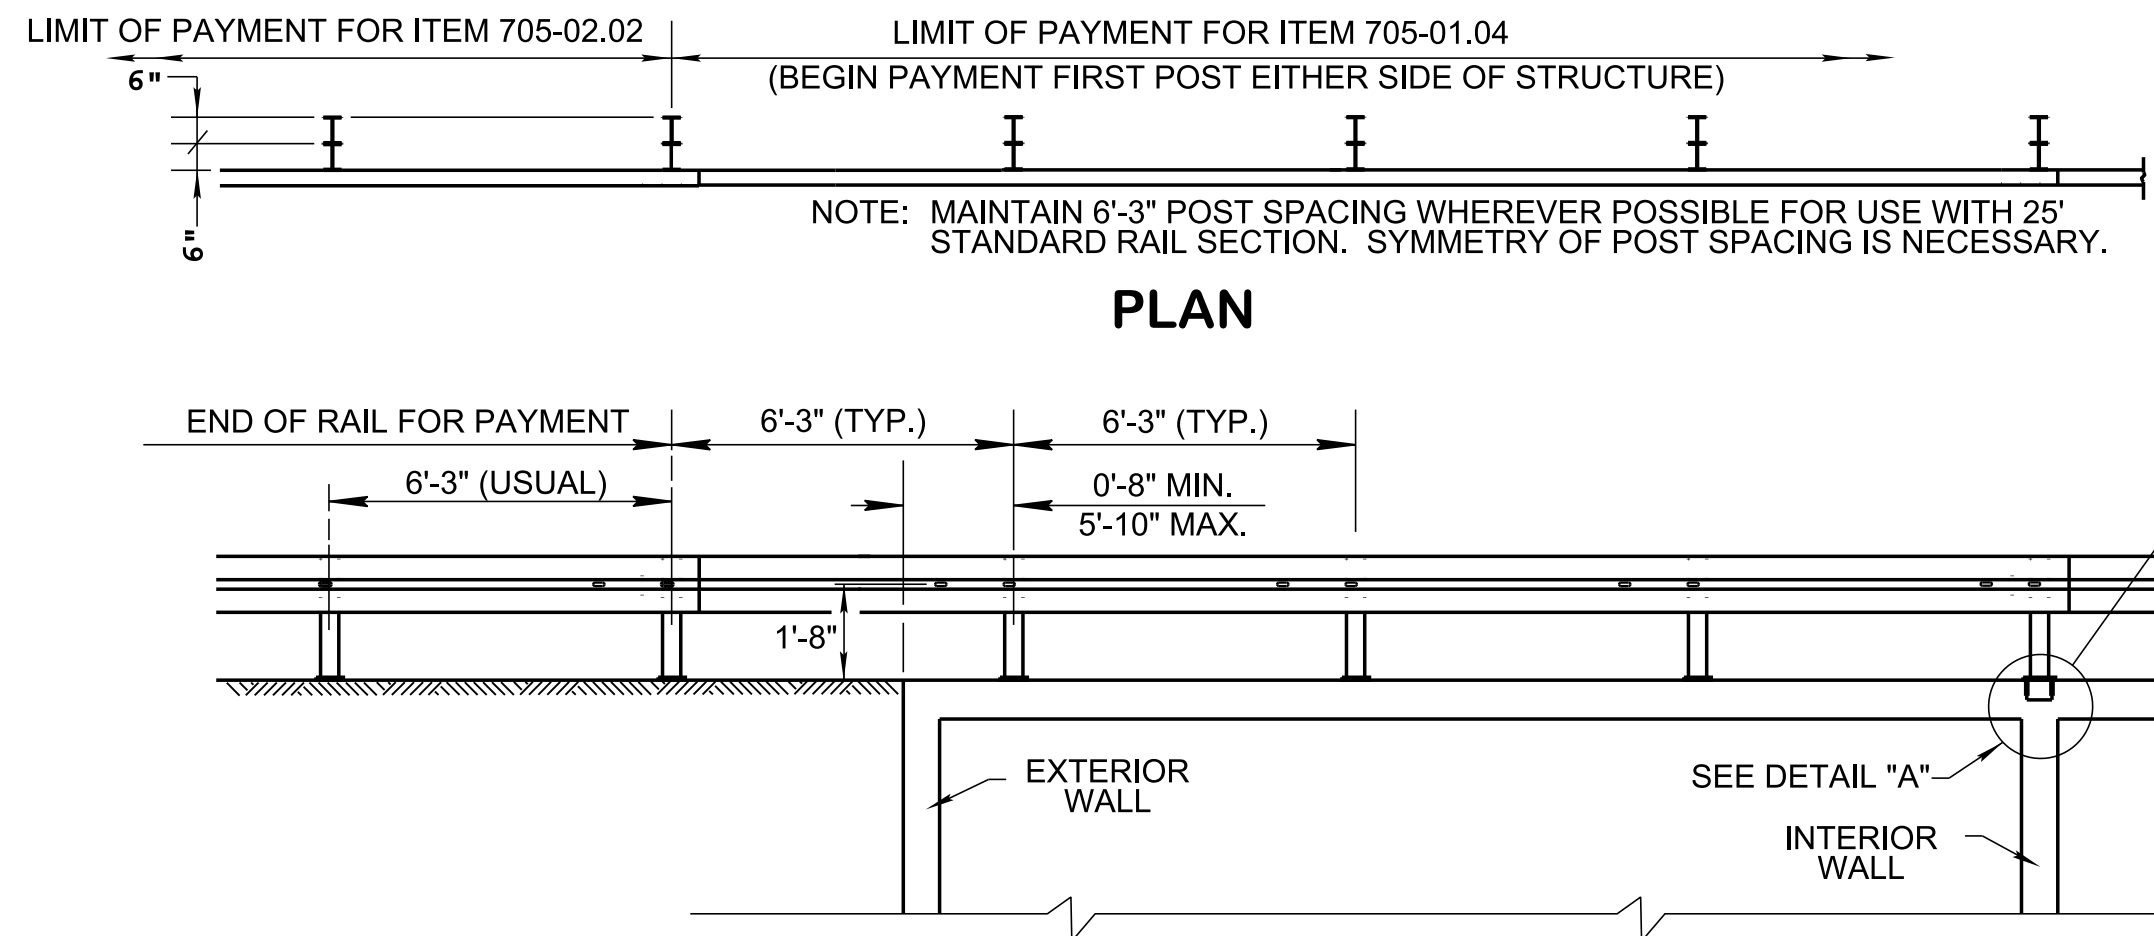 LIMIT OF PAYMENT FOR ITEM 705-02.02
LIMIT OF PAYMENT FOR ITEM 705-01.04
(BEGIN PAYMENT FIRST POST EITHER SIDE OF STRUCTURE)
6"
6"
NOTE: MAINTAIN 6'-3" POST SPACING WHEREVER POSSIBLE FOR USE WITH 25'
STANDARD RAIL SECTION. SYMMETRY OF POST SPACING IS NECESSARY.
PLAN
END OF RAIL FOR PAYMENT
6'-3" (TYP.)
6'-3" (TYP.)
6'-3" (USUAL)
0'-8" MIN.
5'-10" MAX.
1'-8"
EXTERIOR
WALL
SEE DETAIL "A"
INTERIOR
WALL